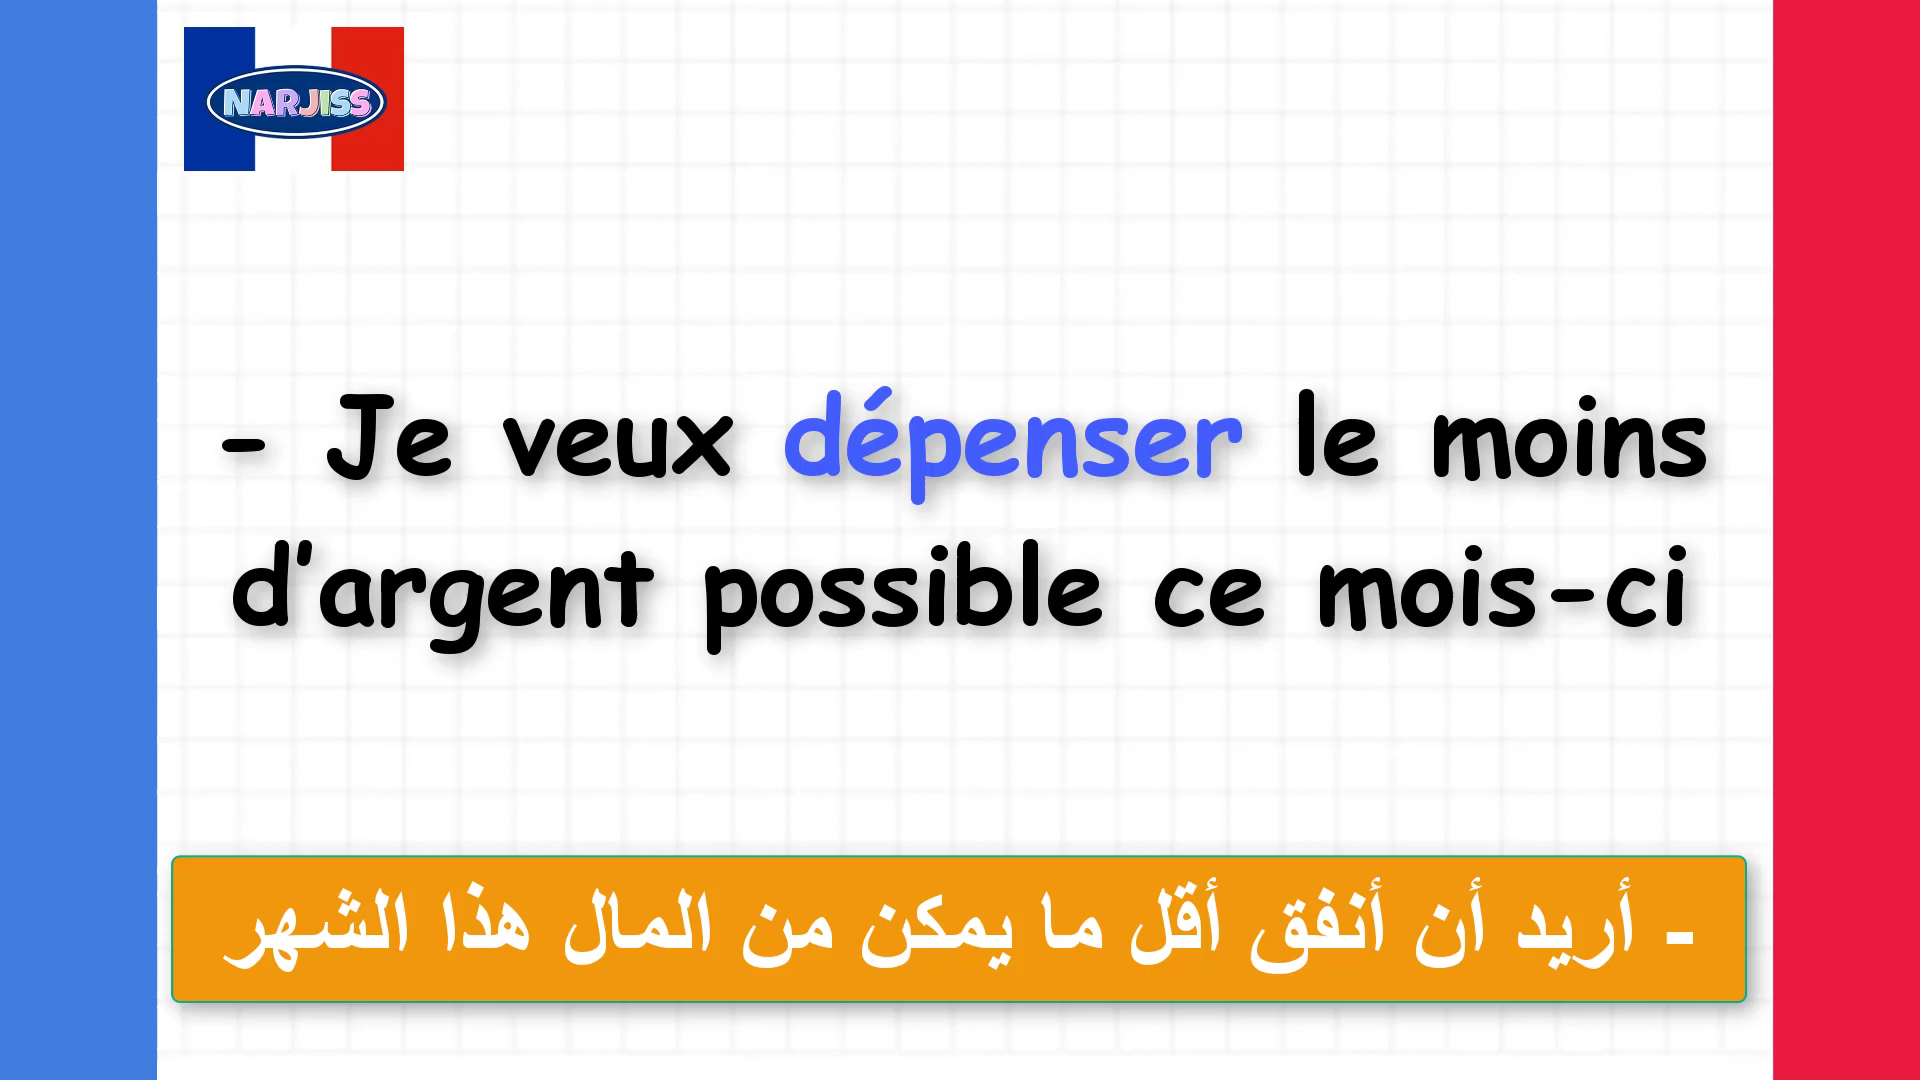 NARJISS
- Je veux dépenser le moins
d’argent possible ce mois-ci
- أريد أن أنفق أقل ما يمكن من المال هذا الشهر